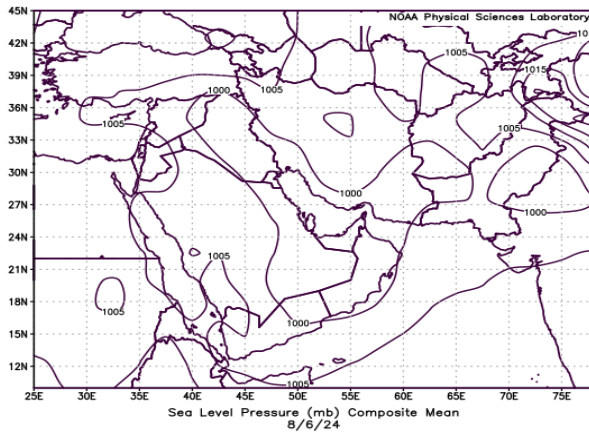 NOAA Physical Sciences Laboratory
45N
42N
39N
36N
33N
30N
27N
24N
21N
18N
15N
12N
1005
1005
10
1015
1000
1005
1005
1005
1000
1000
1005
1000
1005
1005
25E 30E 35E 40E 45E 50E 55E 60E 65E 70E 75E
Sea Level Pressure (mb) Composite Mean
8/6/24